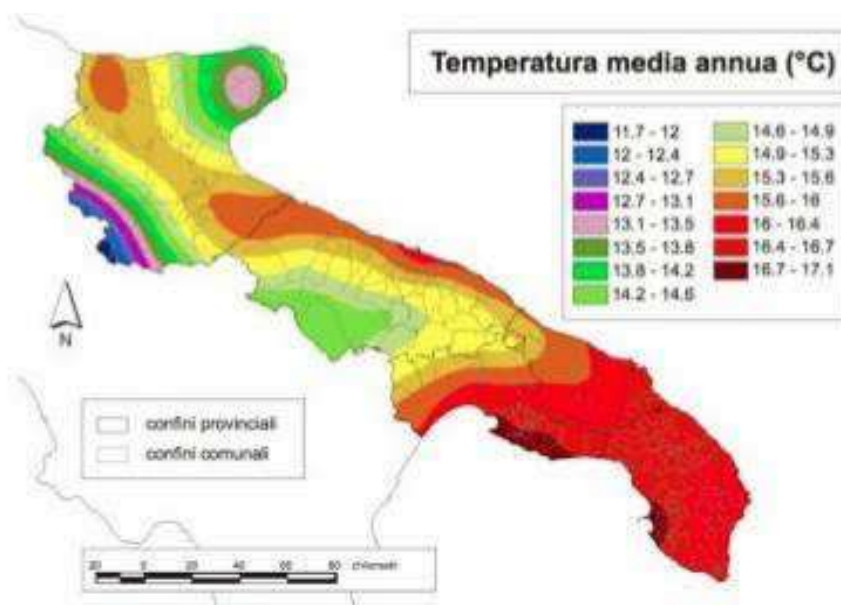 Temperatura media annua (°C)
11.7 - 12
12 - 12.4
12.4 - 12.7
12.7 - 13.1
13.1 - 13.5
13.5 - 13.8
13.8 - 14.2
14.2 - 14.6
14.6 - 14.9
14.9 - 15.3
15.3 - 15.6
15.6 - 16
16 - 16.4
16.4 - 16.7
16.7 - 17.1
N
confini provinciali
confini comunali
20 0 20 40 60 80